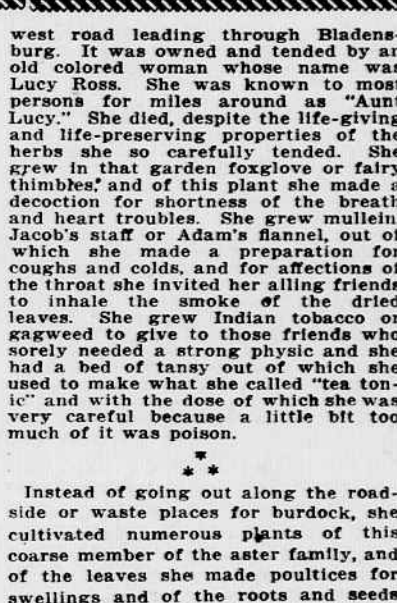 west road leading through Bladens-
burg. It was owned and tended by an
old colored woman whose name was
Lucy Ross. She was known to most
persons for miles around as "Aunt
Lucy." She died, despite the life-giving
and life-preserving properties of the
herbs she so carefully tended. She
grew in that garden foxglove or fairy
thimbles, and of this plant she made a
decoction for shortness of the breath
and heart troubles. She grew mullein,
Jacob's staff or Adam's flannel, out of
which she made a preparation for
coughs and colds, and for affections of
the throat she invited her ailing friends
to inhale the smoke of the dried
leaves. She grew Indian tobacco or
gagweed to give to those friends who
sorely needed a strong physic and she
had a bed of tansy out of which she
used to make what she called "tea ton-
ic" and with the dose of which she was
very careful because a little bit too
much of it was poison.
* * *
Instead of going out along the road-
side or waste places for burdock, she
cultivated numerous plants of this
coarse member of the aster family, and
of the leaves she made poultices for
swellings and of the roots and seeds